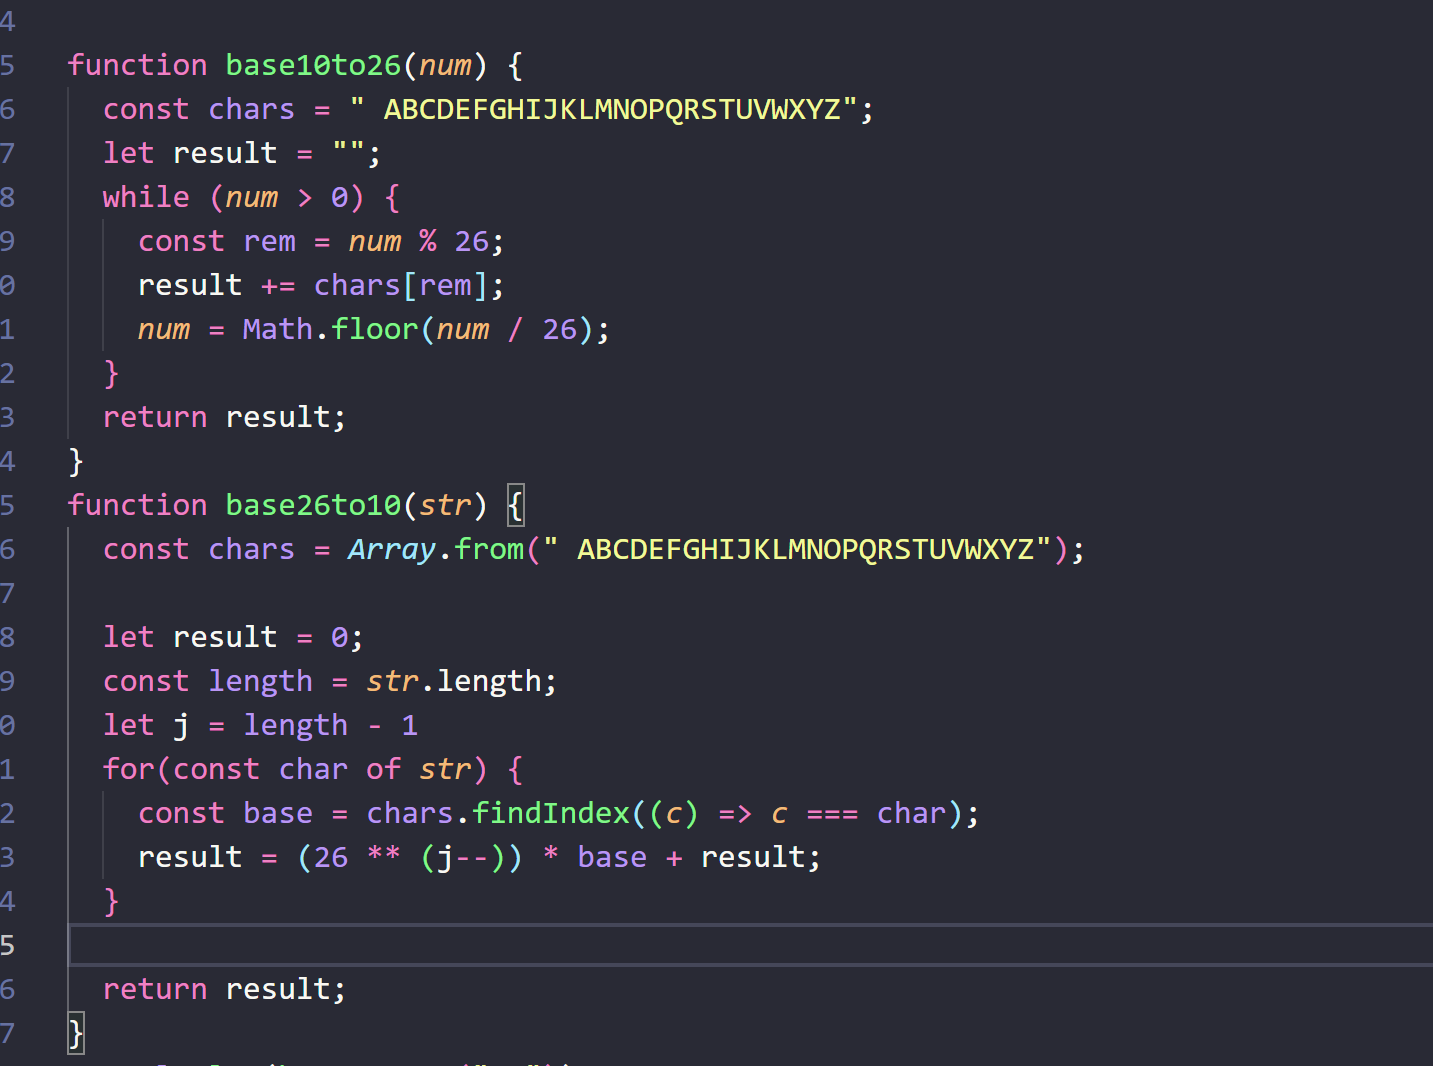 4
5 function base10to26(num) {
6 const chars = " ABCDEFGHIJKLMNOPQRSTUVWXYZ";
7 let result = "";
8 while (num > 0) {
9 const rem = num % 26;
0 result += chars[rem];
1 num = Math.floor(num / 26);
2 }
3 return result;
4 }
5 function base26to10(str) {
6 const chars = Array.from(" ABCDEFGHIJKLMNOPQRSTUVWXYZ");
7
8 let result = 0;
9 const length = str.length;
0 let j = length - 1
1 for(const char of str) {
2 const base = chars.findIndex((c) => c === char);
3 result = (26 ** (j--)) * base + result;
4 }
5
6 return result;
7 }